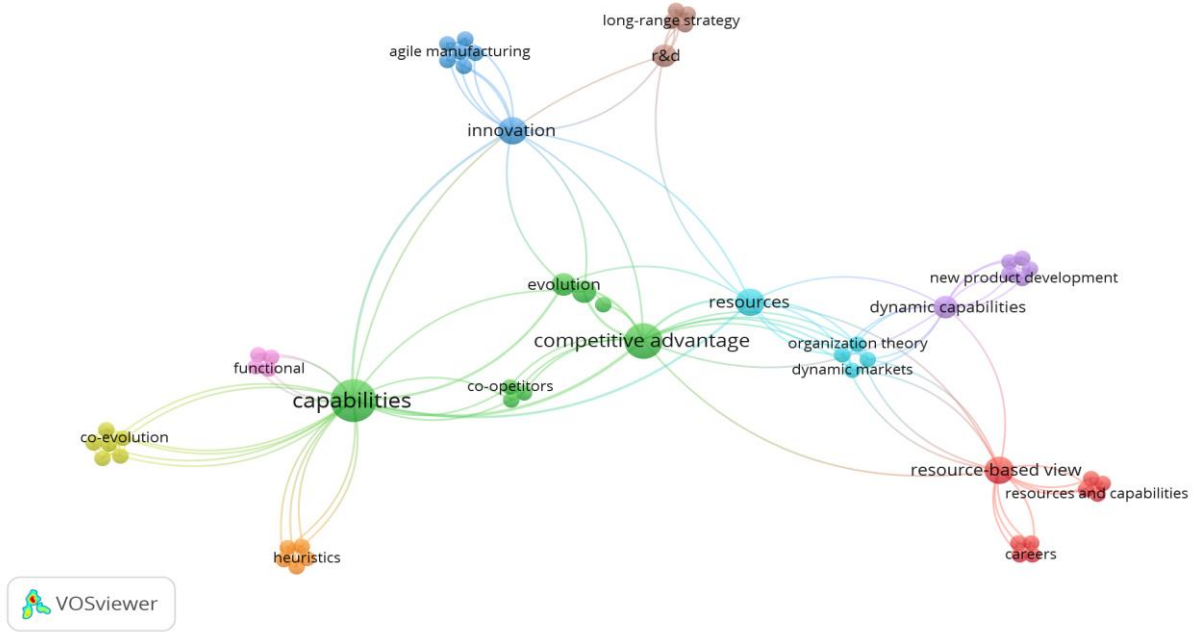 long-range strategy
agile manufacturing
r&d
innovation
new product development
evolution
resources
dynamic capabilities
competitive advantage
organization theory
functional
dynamic markets
co-opetitors
capabilities
co-evolution
resource-based view
resources and capabilities
heuristics
careers
VOSviewer